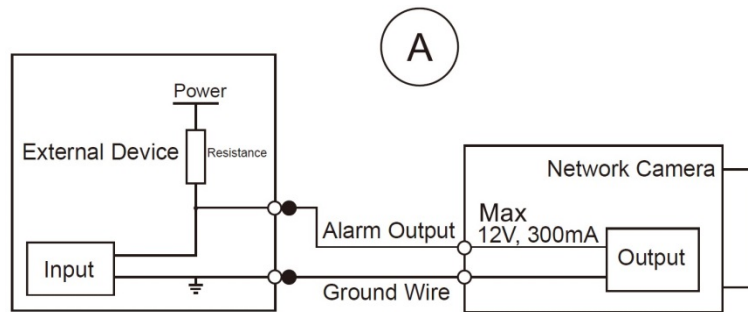 A
Power
External Device
Resistance
Network Camera
Max
12V, 300mA
Alarm Output
Input
Output
Ground Wire